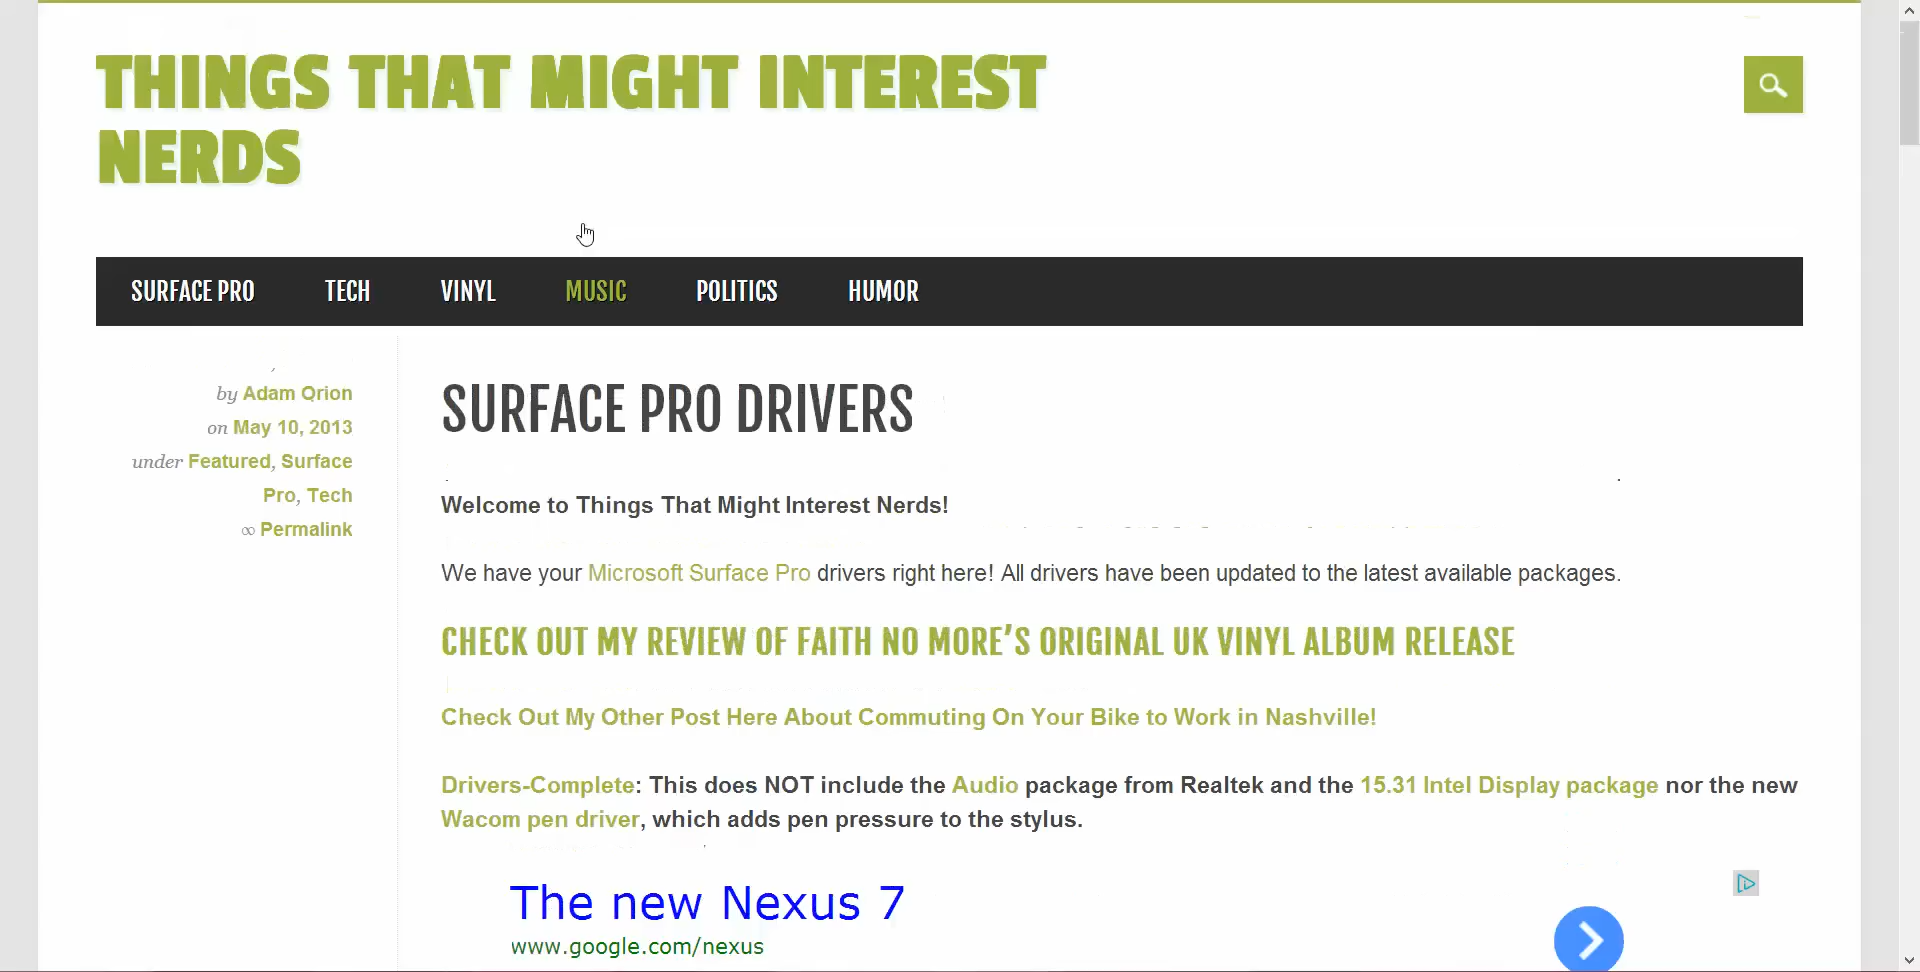 THINGS THAT MIGHT INTEREST
NERDS
SURFACE PRO TECH VINYL MUSIC POLITICS HUMOR
by Adam Orion
on May 10, 2013
under Featured, Surface
Pro, Tech
∞ Permalink
SURFACE PRO DRIVERS
Welcome to Things That Might Interest Nerds!
We have your Microsoft Surface Pro drivers right here! All drivers have been updated to the latest available packages.
CHECK OUT MY REVIEW OF FAITH NO MORE'S ORIGINAL UK VINYL ALBUM RELEASE
Check Out My Other Post Here About Commuting On Your Bike to Work in Nashville!
Drivers-Complete: This does NOT include the Audio package from Realtek and the 15.31 Intel Display package nor the new
Wacom pen driver, which adds pen pressure to the stylus.
The new Nexus 7
www.google.com/nexus